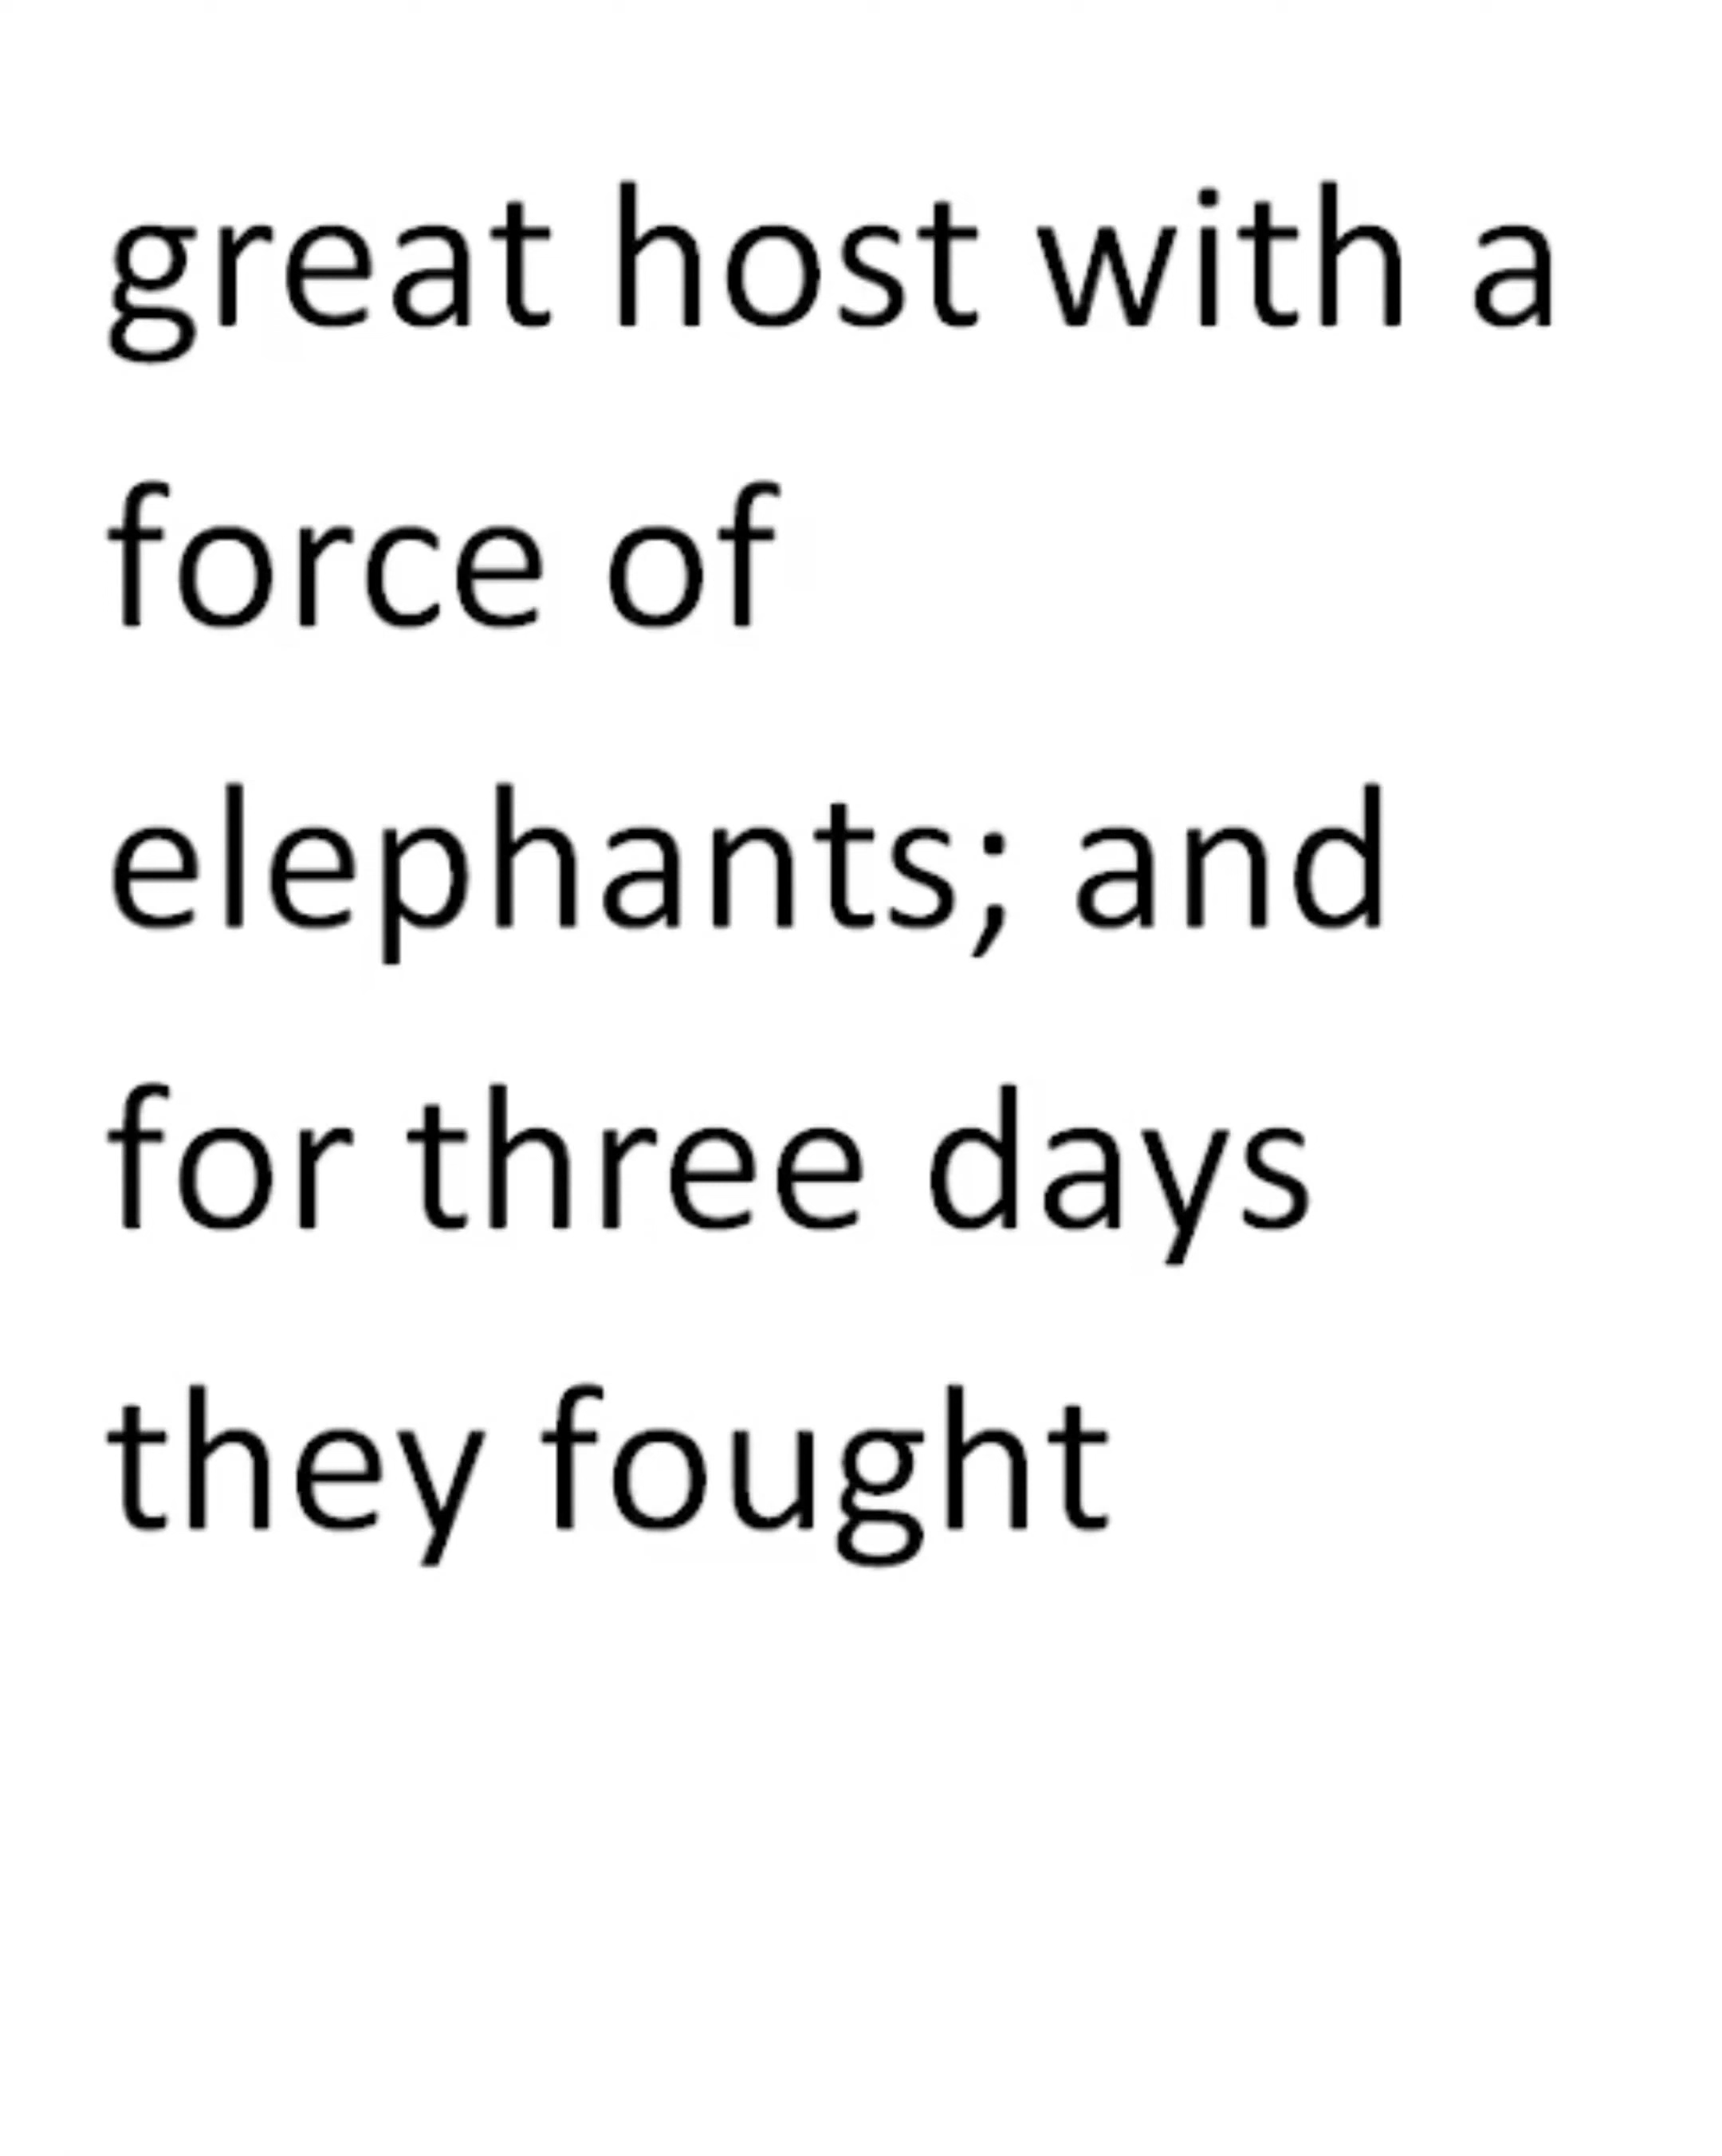 great host with a
force of
elephants; and
for three days
they fought